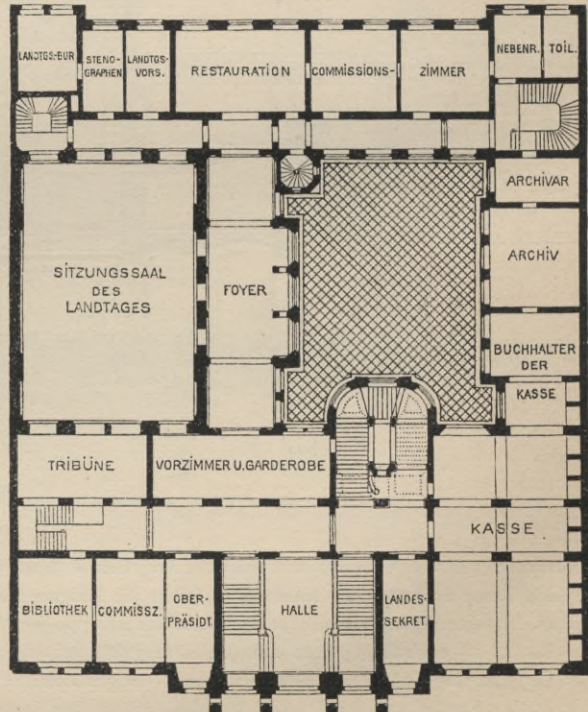 LANDTGS-BUR
STENO-
GRAPHEN
LANDTGS-
VORS.
RESTAURATION
COMMISSIONS-
ZIMMER
NEBENR.
TOIL.
ARCHIVAR
ARCHIV
SITZUNGSSAAL
DES
LANDTAGES
FOYER
BUCHHALTER
DER
KASSE
TRIBÜNE
VORZIMMER U. GARDEROBE
KASSE
BIBLIOTHEK
COMMISSZ.
OBER-
PRÄSIDT.
HALLE
LANDES-
SEKRET